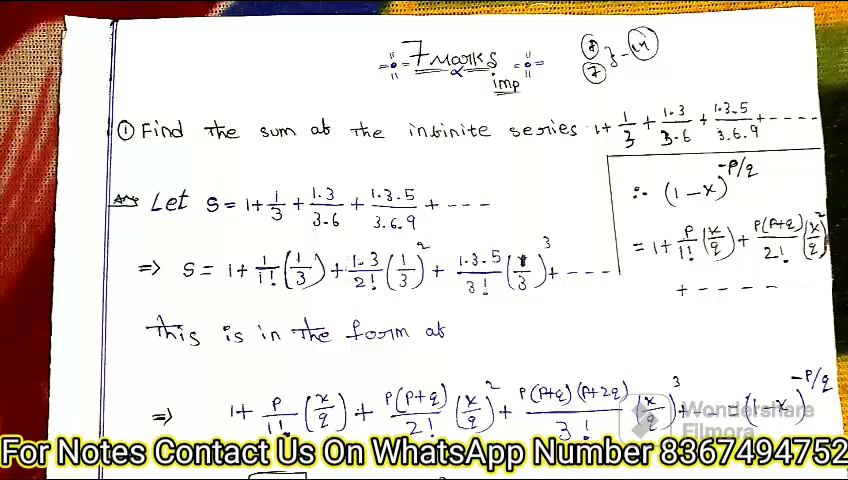 7 marks
imp
8
7 } - 14
① Find the sum of the infinite series 1+ 1/3 + 1.3/3.6 + 1.3.5/3.6.9 + ----
Ans Let S = 1 + 1/3 + 1.3/3.6 + 1.3.5/3.6.9 + ---
∴ (1-x)^-P/q
= 1 + P/1! (x/q) + P(P+q)/2! (x/q)^2
+ - - - -
=> S = 1 + 1/1! (1/3) + 1.3/2! (1/3)^2 + 1.3.5/3! (1/3)^3 + ----
This is in the form of
=> 1 + P/1! (x/q) + P(P+q)/2! (x/q)^2 + P(P+q)(P+2q)/3! (x/q)^3 + --- = (1-x)^-P/q
Wondershare
Filmora
For Notes Contact Us On WhatsApp Number 8367494752